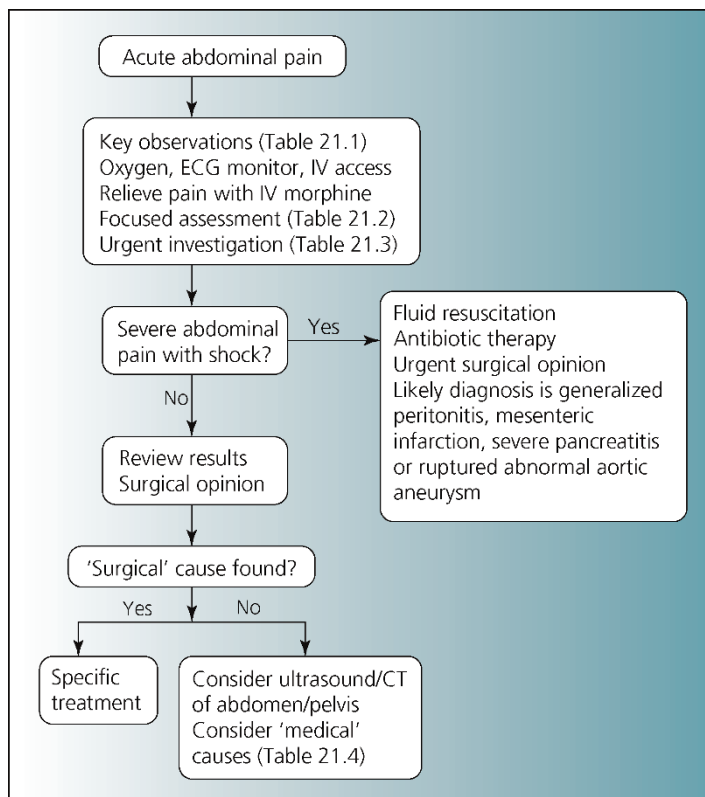 Acute abdominal pain
Key observations (Table 21.1)
Oxygen, ECG monitor, IV access
Relieve pain with IV morphine
Focused assessment (Table 21.2)
Urgent investigation (Table 21.3)
Severe abdominal
pain with shock?
Yes
Fluid resuscitation
Antibiotic therapy
Urgent surgical opinion
Likely diagnosis is generalized
peritonitis, mesenteric
infarction, severe pancreatitis
or ruptured abnormal aortic
aneurysm
No
Review results
Surgical opinion
'Surgical' cause found?
Yes
No
Specific
treatment
Consider ultrasound/CT
of abdomen/pelvis
Consider 'medical'
causes (Table 21.4)